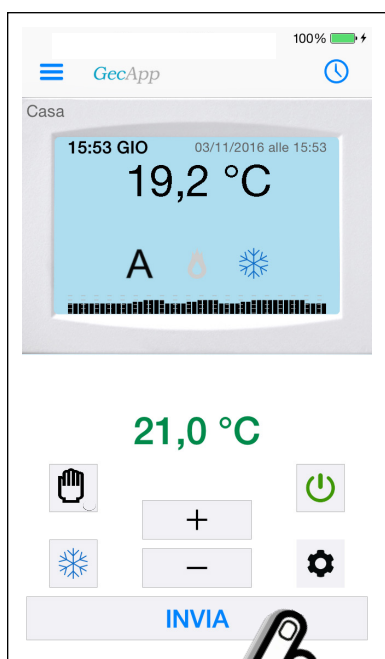 100%
GecApp
Casa
15:53 GIO 03/11/2016 alle 15:53
19,2 °C
A
21,0 °C
+
−
INVIA